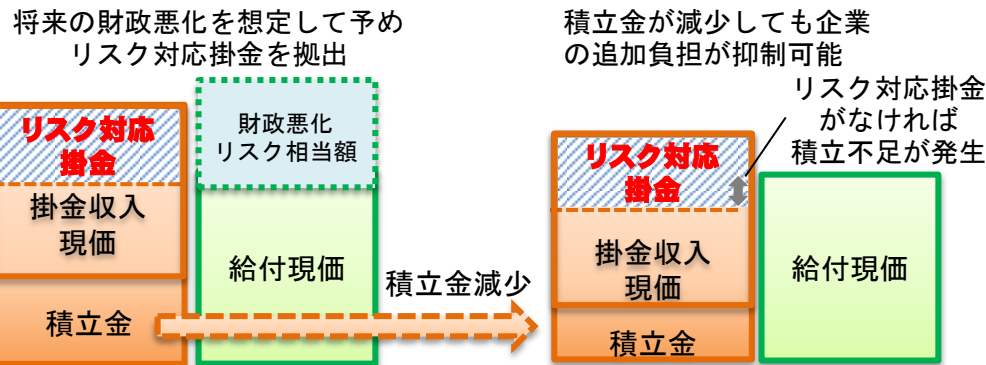 将来の財政悪化を想定して予め
リスク対応掛金を拠出
リスク対応
掛金
掛金収入
現価
積立金
財政悪化
リスク相当額
給付現価
積立金減少
積立金が減少しても企業
の追加負担が抑制可能
リスク対応掛金
がなければ
積立不足が発生
リスク対応
掛金
掛金収入
現価
積立金
給付現価